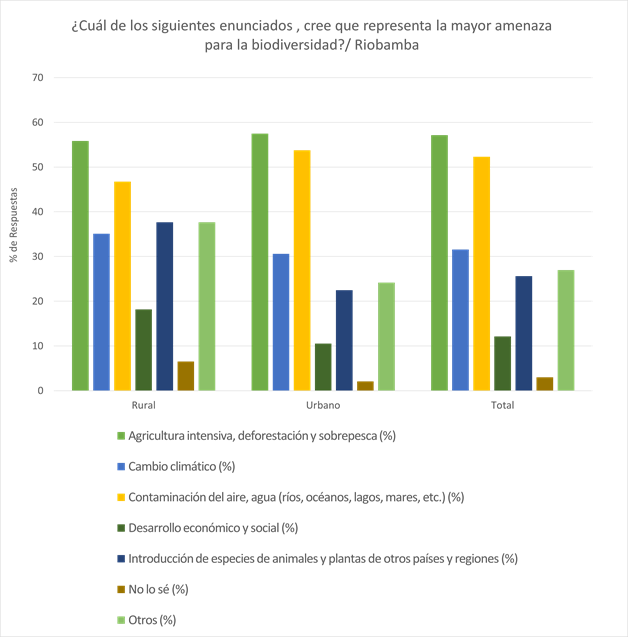 ¿Cuál de los siguientes enunciados , cree que representa la mayor amenaza
para la biodiversidad?/ Riobamba
70
60
50
40
30
20
10
0
% de Respuestas
Rural
Urbano
Total
Agricultura intensiva, deforestación y sobrepesca (%)
Cambio climático (%)
Contaminación del aire, agua (ríos, océanos, lagos, mares, etc.) (%)
Desarrollo económico y social (%)
Introducción de especies de animales y plantas de otros países y regiones (%)
No lo sé (%)
Otros (%)